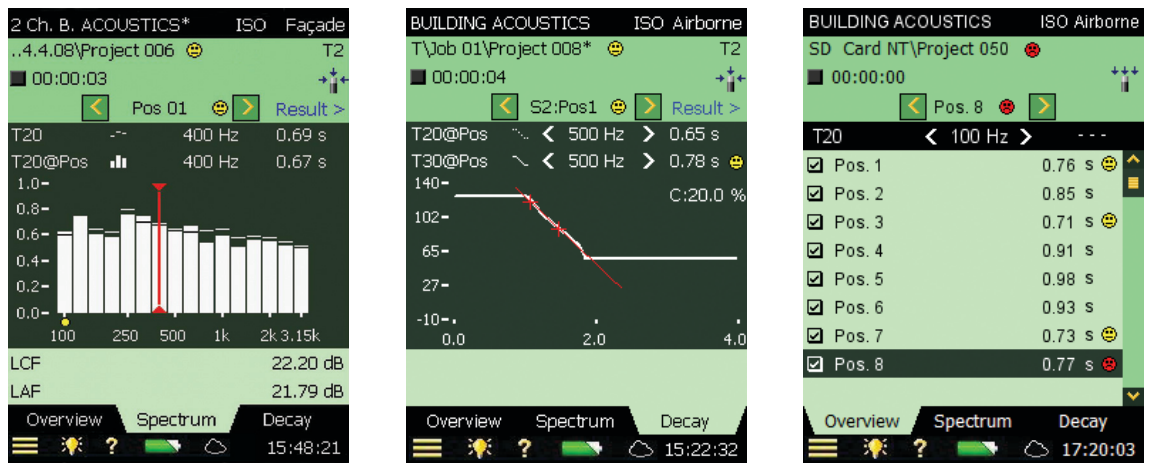 2 Ch. B. ACOUSTICS* ISO Façade
..4.4.08\Project 006 T2
00:00:03
< Pos 01 > Result >
T20 400 Hz 0.69 s
T20@Pos 400 Hz 0.67 s
1.0
0.8
0.6
0.4
0.2
0.0
100 250 500 1k 2k 3.15k
LCF 22.20 dB
LAF 21.79 dB
Overview Spectrum Decay
? 15:48:21
BUILDING ACOUSTICS ISO Airborne
T\Job 01\Project 008* T2
00:00:04
< S2:Pos1 > Result >
T20@Pos < 500 Hz > 0.65 s
T30@Pos < 500 Hz > 0.78 s
140
C:20.0 %
102
65
27
-10
0.0 2.0 4.0
Overview Spectrum Decay
? 15:22:32
BUILDING ACOUSTICS ISO Airborne
SD Card NT\Project 050
00:00:00
< Pos. 8 >
T20 < 100 Hz > - - -
Pos. 1 0.76 s
Pos. 2 0.85 s
Pos. 3 0.71 s
Pos. 4 0.91 s
Pos. 5 0.98 s
Pos. 6 0.93 s
Pos. 7 0.73 s
Pos. 8 0.77 s
Overview Spectrum Decay
? 17:20:03